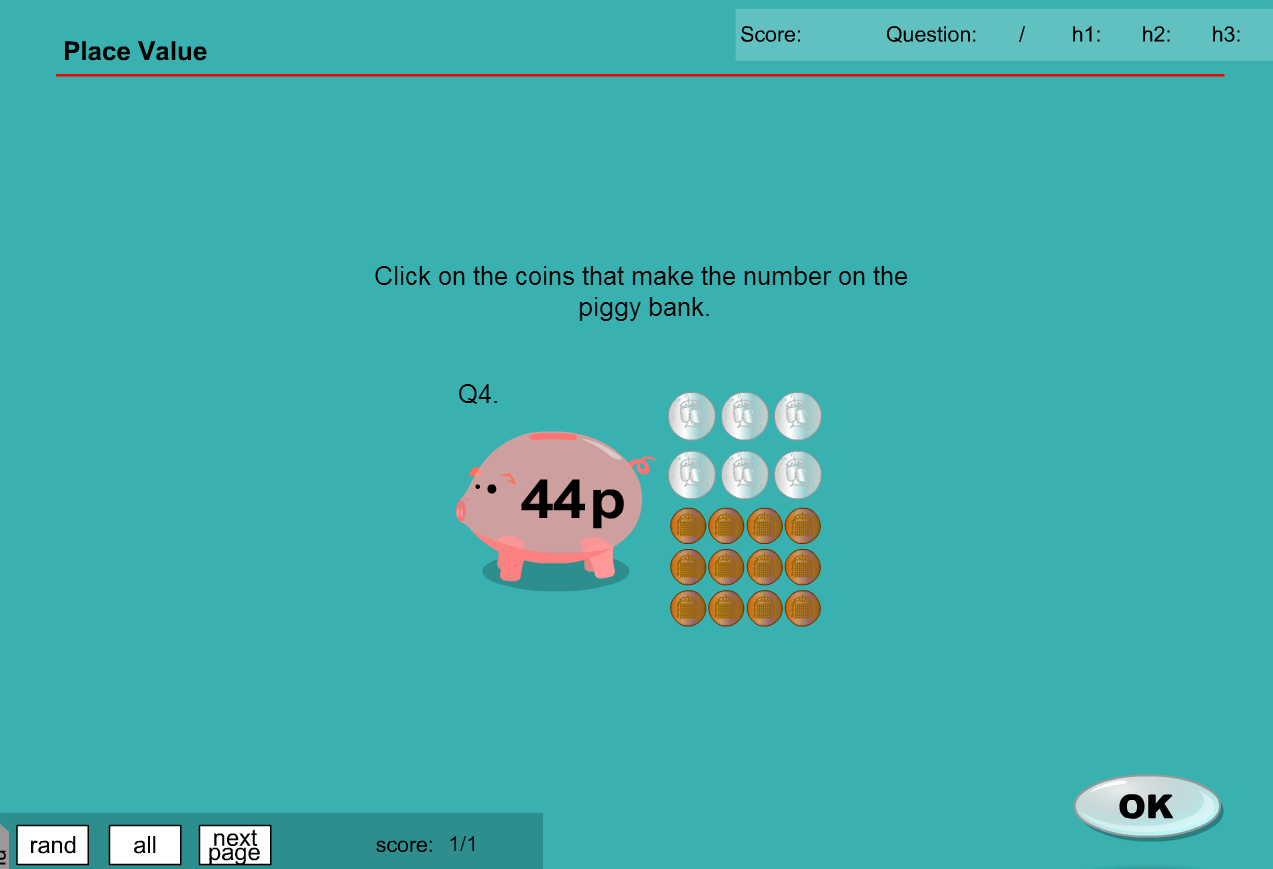 Place Value
Score: Question: / h1: h2: h3:
Click on the coins that make the number on the
piggy bank.
Q4.
44p
OK
rand
all
next
page
score: 1/1